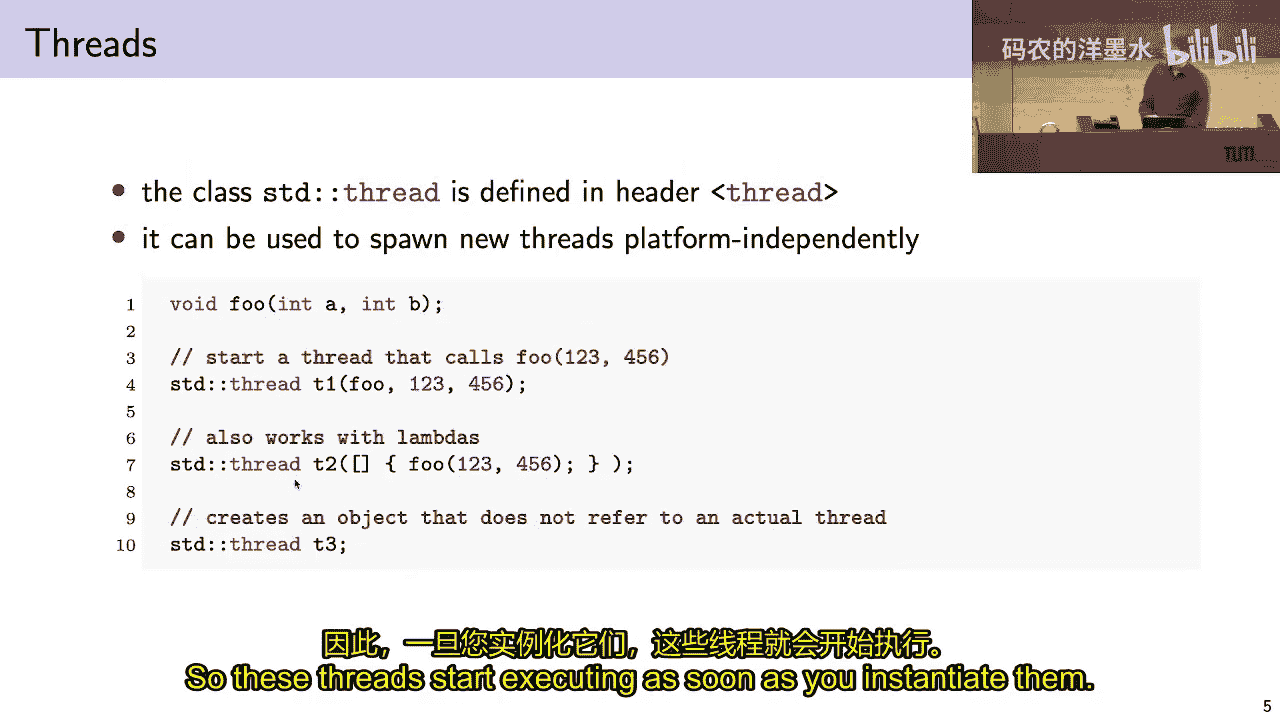 Threads
码农的洋墨水 bilibili
TUM
• the class std::thread is defined in header <thread>
• it can be used to spawn new threads platform-independently
1 void foo(int a, int b);
2
3 // start a thread that calls foo(123, 456)
4 std::thread t1(foo, 123, 456);
5
6 // also works with lambdas
7 std::thread t2([] { foo(123, 456); } );
8
9 // creates an object that does not refer to an actual thread
10 std::thread t3;
因此，一旦您实例化它们，这些线程就会开始执行。
So these threads start executing as soon as you instantiate them.
5